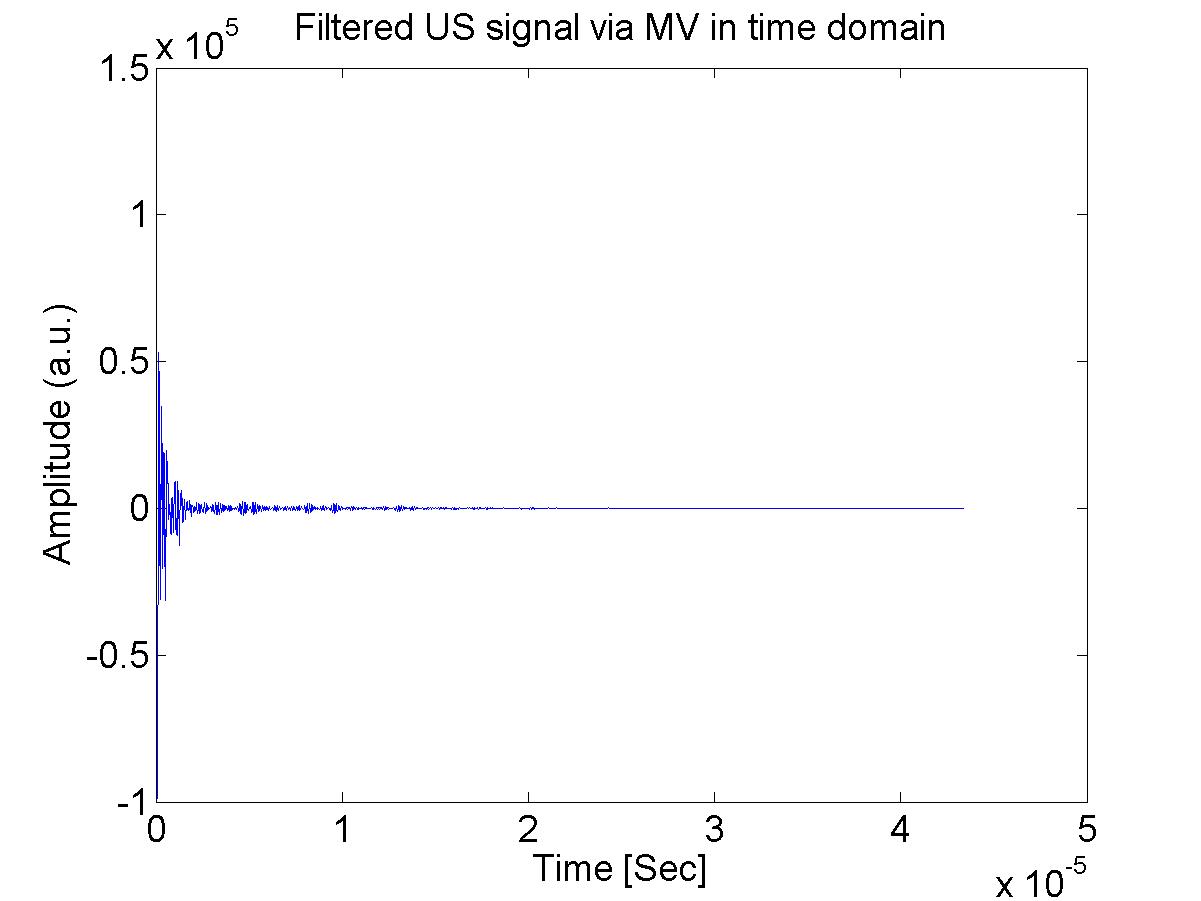 Filtered US signal via MV in time domain
x 10^5
1.5
1
0.5
0
-0.5
-1
Amplitude (a.u.)
0 1 2 3 4 5
Time [Sec]
x 10^-5